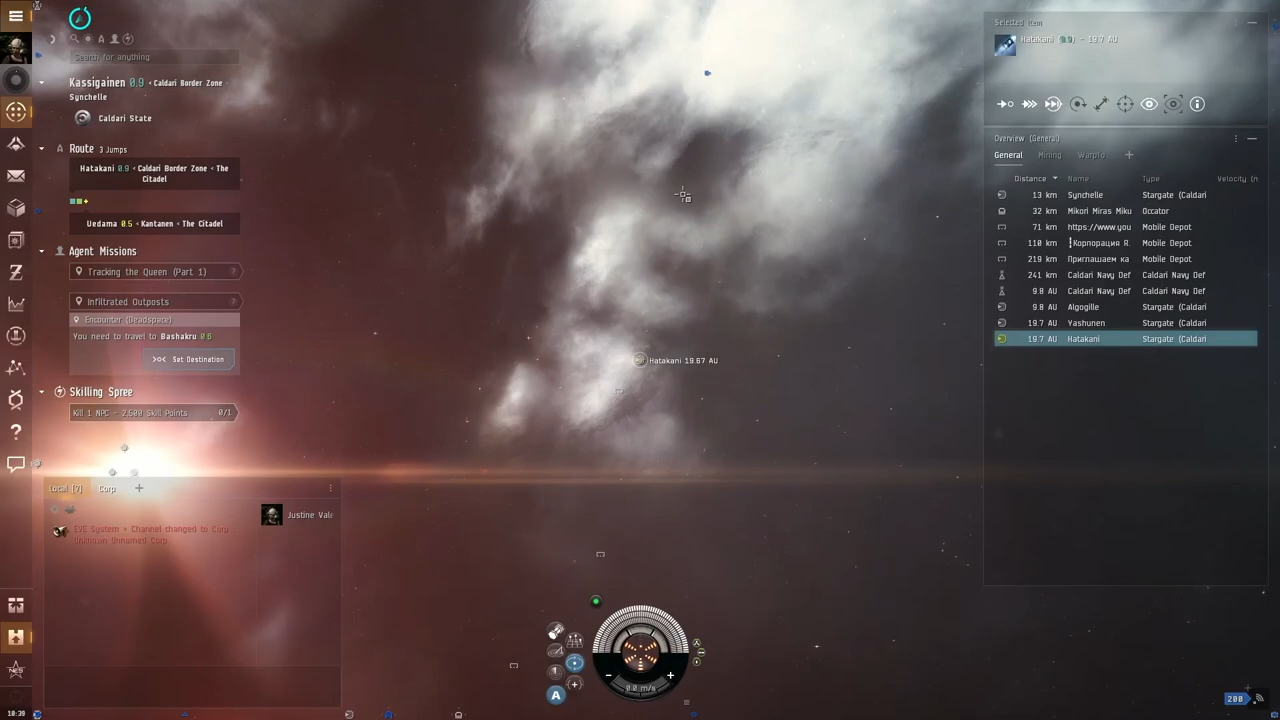 Search for anything
Kassigainen 0.9 < Caldari Border Zone <
Synchelle
Caldari State
Route 3 Jumps
Hatakani 0.9 < Caldari Border Zone < The
Citadel
Uedama 0.5 < Kantanen < The Citadel
Agent Missions
Tracking the Queen (Part 1) ?
Infiltrated Outposts ?
Encounter (Deadspace)
You need to travel to Bashakru 0.6
Set Destination
Skilling Spree
Kill 1 NPC - 2,500 Skill Points 0/1
Local [7] Corp +
EVE System > Channel changed to Corp
Unknown Unnamed Corp
Justine Vale
10:39
NES
Hatakani 19.67 AU
0.0 m/s
A
Selected Item
Hatakani (0.9) - 19.7 AU
Overview (General)
General Mining WarpTo +
Distance Name Type Velocity (m
13 km Synchelle Stargate (Caldari
32 km Mikori Miras Miku Occator
71 km https://www.you Mobile Depot
110 km Корпорация R Mobile Depot
219 km Приглашаем ка Mobile Depot
241 km Caldari Navy Def Caldari Navy Def
9.8 AU Caldari Navy Def Caldari Navy Def
9.8 AU Algogille Stargate (Caldari
19.7 AU Yashunen Stargate (Caldari
19.7 AU Hatakani Stargate (Caldari
200